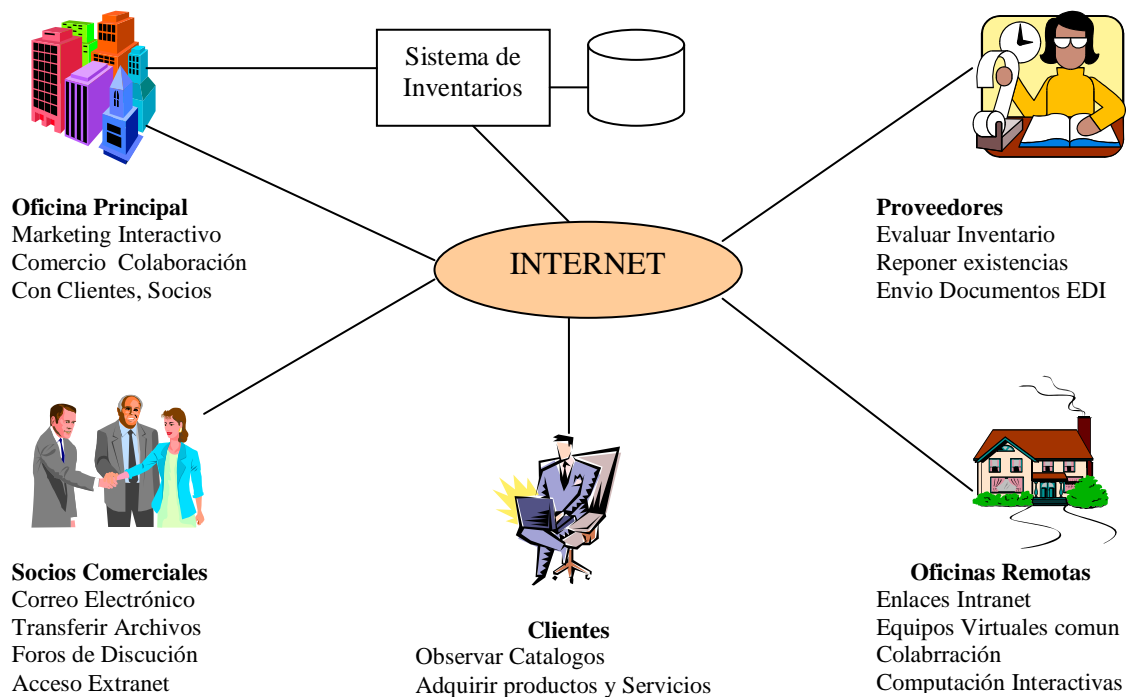 Sistema de
Inventarios
INTERNET
Oficina Principal
Marketing Interactivo
Comercio Colaboración
Con Clientes, Socios
Proveedores
Evaluar Inventario
Reponer existencias
Envio Documentos EDI
Socios Comerciales
Correo Electrónico
Transferir Archivos
Foros de Discución
Acceso Extranet
Clientes
Observar Catalogos
Adquirir productos y Servicios
Oficinas Remotas
Enlaces Intranet
Equipos Virtuales comun
Colabrración
Computación Interactivas